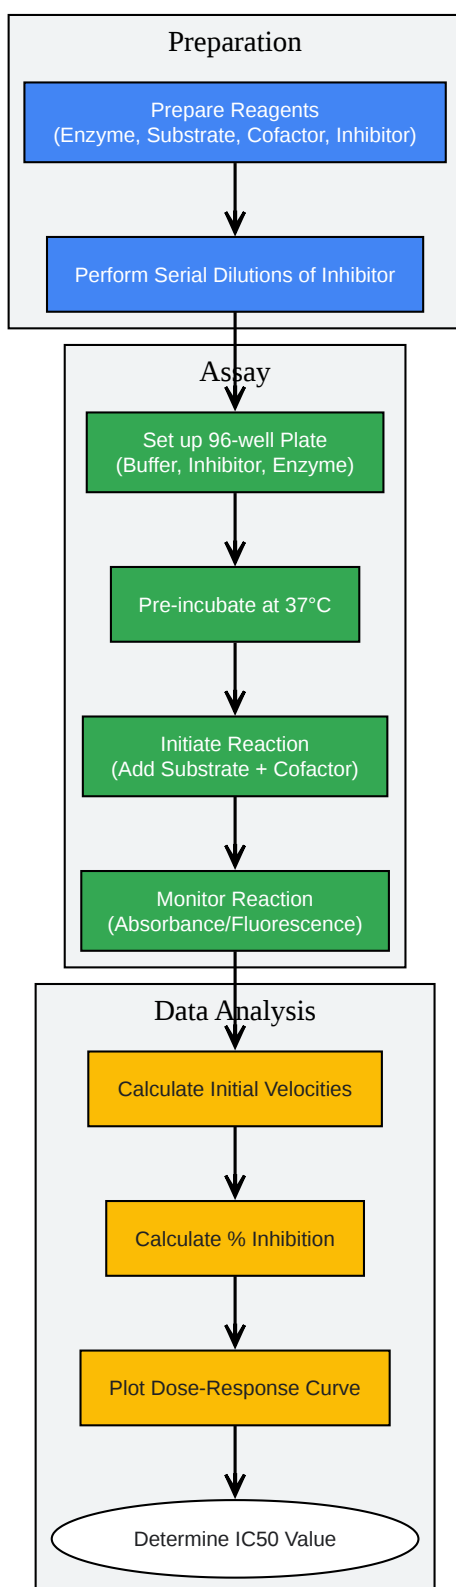 Preparation
Prepare Reagents
(Enzyme, Substrate, Cofactor, Inhibitor)
Perform Serial Dilutions of Inhibitor
Assay
Set up 96-well Plate
(Buffer, Inhibitor, Enzyme)
Pre-incubate at 37°C
Initiate Reaction
(Add Substrate + Cofactor)
Monitor Reaction
(Absorbance/Fluorescence)
Data Analysis
Calculate Initial Velocities
Calculate % Inhibition
Plot Dose-Response Curve
Determine IC50 Value